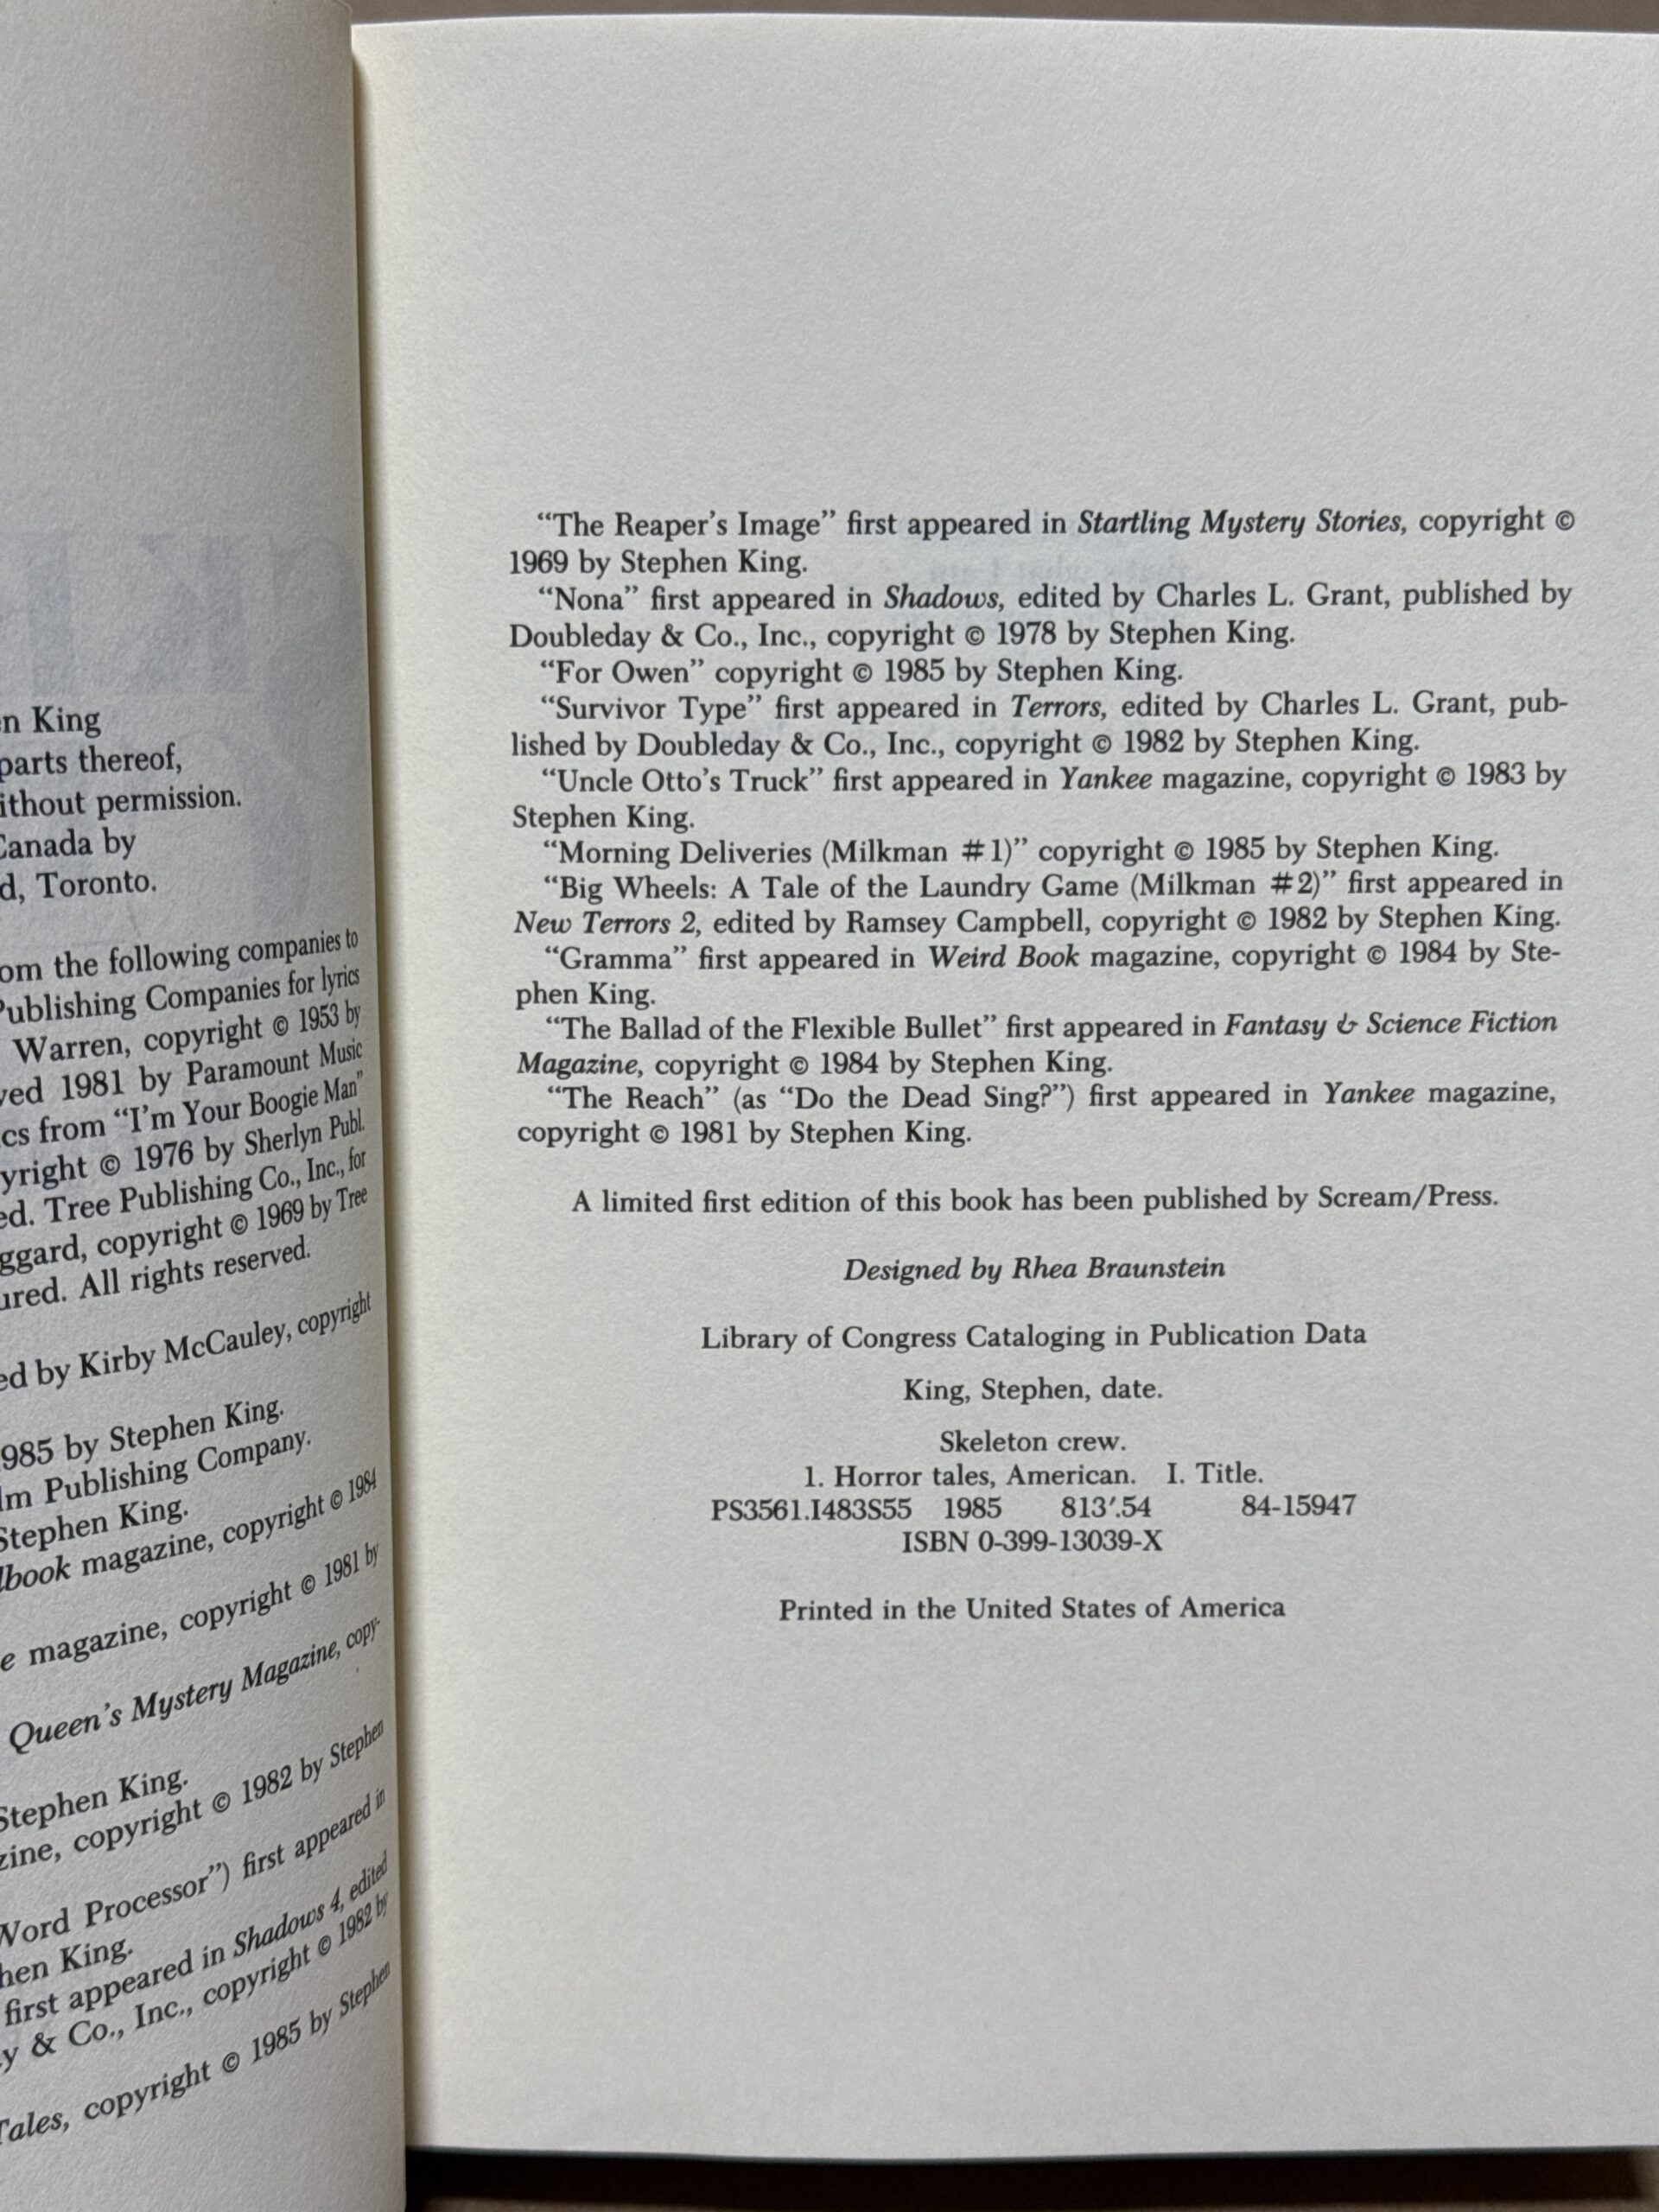 en King
parts thereof,
ithout permission.
Canada by
d, Toronto.
om the following companies to
Publishing Companies for lyrics
Warren, copyright © 1953 by
ved 1981 by Paramount Music
cs from “I’m Your Boogie Man”
yright © 1976 by Sherlyn Publ.
ed. Tree Publishing Co., Inc., for
ggard, copyright © 1969 by Tree
ured. All rights reserved.
ed by Kirby McCauley, copyright
985 by Stephen King.
lm Publishing Company.
Stephen King.
lbook magazine, copyright © 1984
e magazine, copyright © 1981 by
Queen’s Mystery Magazine, copy-
Stephen King.
zine, copyright © 1982 by Stephen
Word Processor”) first appeared in
hen King.
first appeared in Shadows 4, edited
y & Co., Inc., copyright © 1982 by
Tales, copyright © 1985 by Stephen
“The Reaper’s Image” first appeared in Startling Mystery Stories, copyright ©
1969 by Stephen King.
“Nona” first appeared in Shadows, edited by Charles L. Grant, published by
Doubleday & Co., Inc., copyright © 1978 by Stephen King.
“For Owen” copyright © 1985 by Stephen King.
“Survivor Type” first appeared in Terrors, edited by Charles L. Grant, pub-
lished by Doubleday & Co., Inc., copyright © 1982 by Stephen King.
“Uncle Otto’s Truck” first appeared in Yankee magazine, copyright © 1983 by
Stephen King.
“Morning Deliveries (Milkman #1)” copyright © 1985 by Stephen King.
“Big Wheels: A Tale of the Laundry Game (Milkman #2)” first appeared in
New Terrors 2, edited by Ramsey Campbell, copyright © 1982 by Stephen King.
“Gramma” first appeared in Weird Book magazine, copyright © 1984 by Ste-
phen King.
“The Ballad of the Flexible Bullet” first appeared in Fantasy & Science Fiction
Magazine, copyright © 1984 by Stephen King.
“The Reach” (as “Do the Dead Sing?”) first appeared in Yankee magazine,
copyright © 1981 by Stephen King.
A limited first edition of this book has been published by Scream/Press.
Designed by Rhea Braunstein
Library of Congress Cataloging in Publication Data
King, Stephen, date.
Skeleton crew.
1. Horror tales, American. I. Title.
PS3561.I483S55 1985 813′.54 84-15947
ISBN 0-399-13039-X
Printed in the United States of America